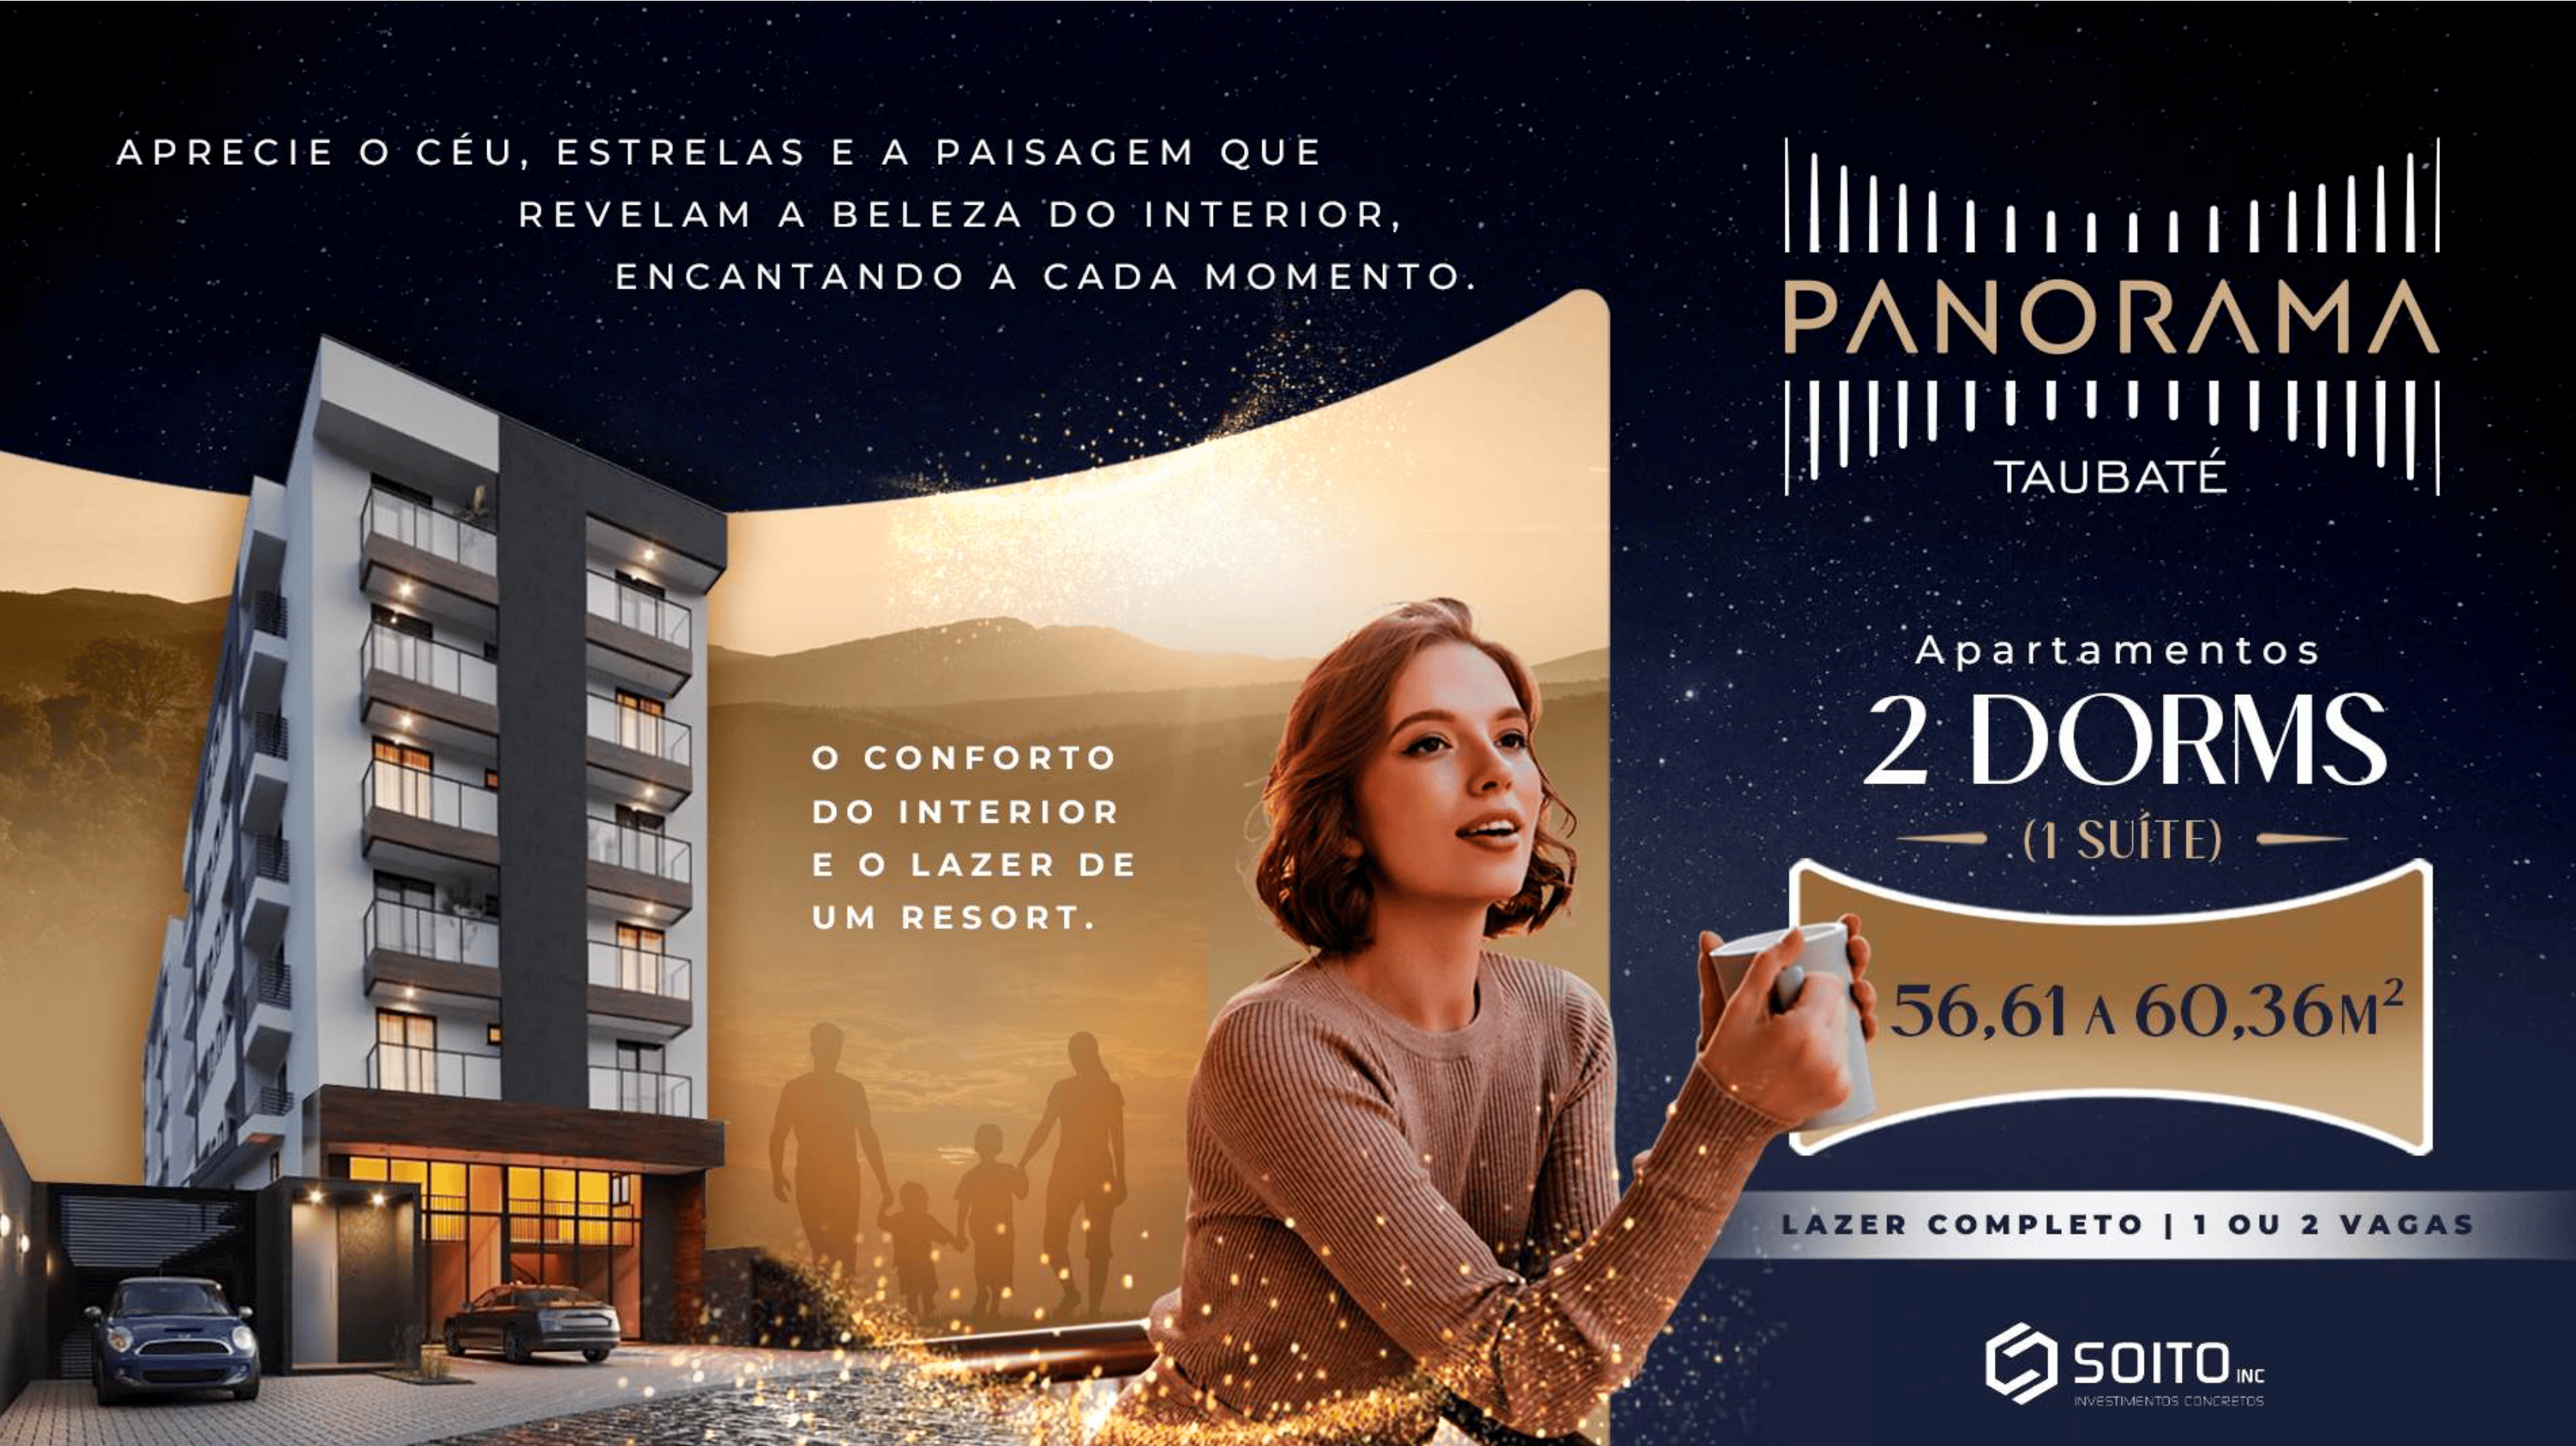 APRECIE O CÉU, ESTRELAS E A PAISAGEM QUE
REVELAM A BELEZA DO INTERIOR,
ENCANTANDO A CADA MOMENTO.
PANORAMA
TAUBATÉ
O CONFORTO
DO INTERIOR
E O LAZER DE
UM RESORT.
Apartamentos
2 DORMS
(1 SUÍTE)
56,61 A 60,36M²
LAZER COMPLETO | 1 OU 2 VAGAS
SOITO INC
INVESTIMENTOS CONCRETOS